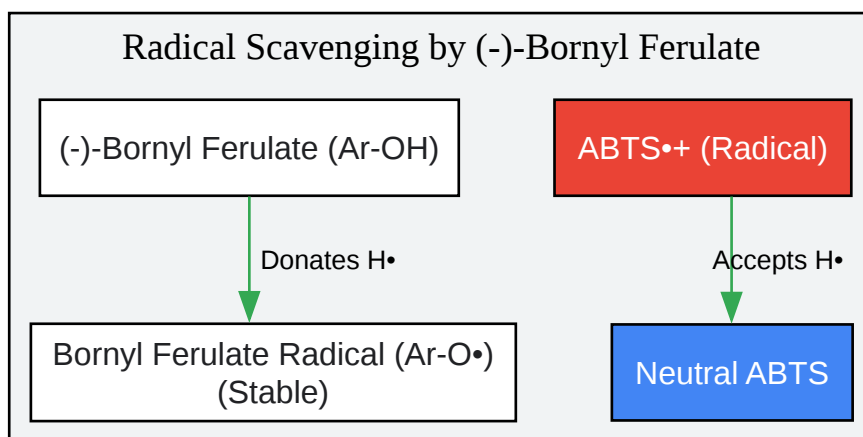 Radical Scavenging by (-)-Bornyl Ferulate
(-)-Bornyl Ferulate (Ar-OH)
ABTS•+ (Radical)
Donates H•
Accepts H•
Bornyl Ferulate Radical (Ar-O•)
(Stable)
Neutral ABTS